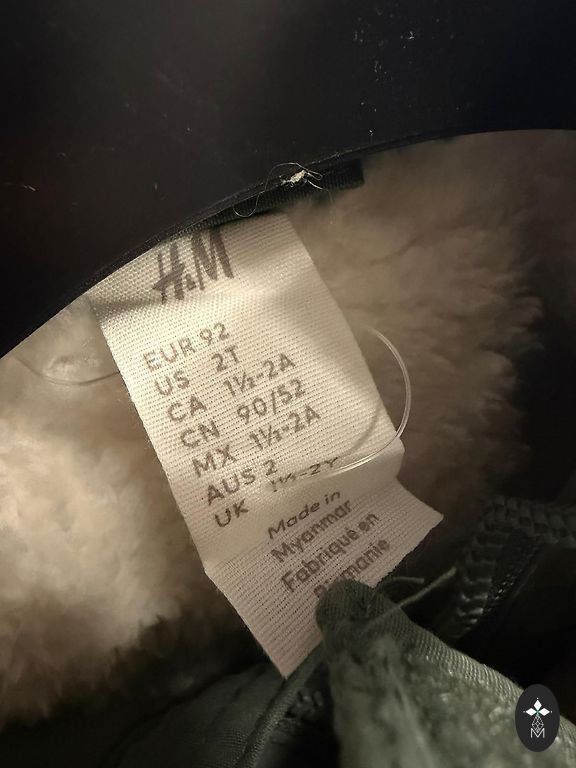 H&M
EUR 92
US 2T
CA 1½-2A
CN 90/52
MX 1½-2A
AUS 2
UK 1½-2Y
Made in
Myanmar
Fabriqué en
M